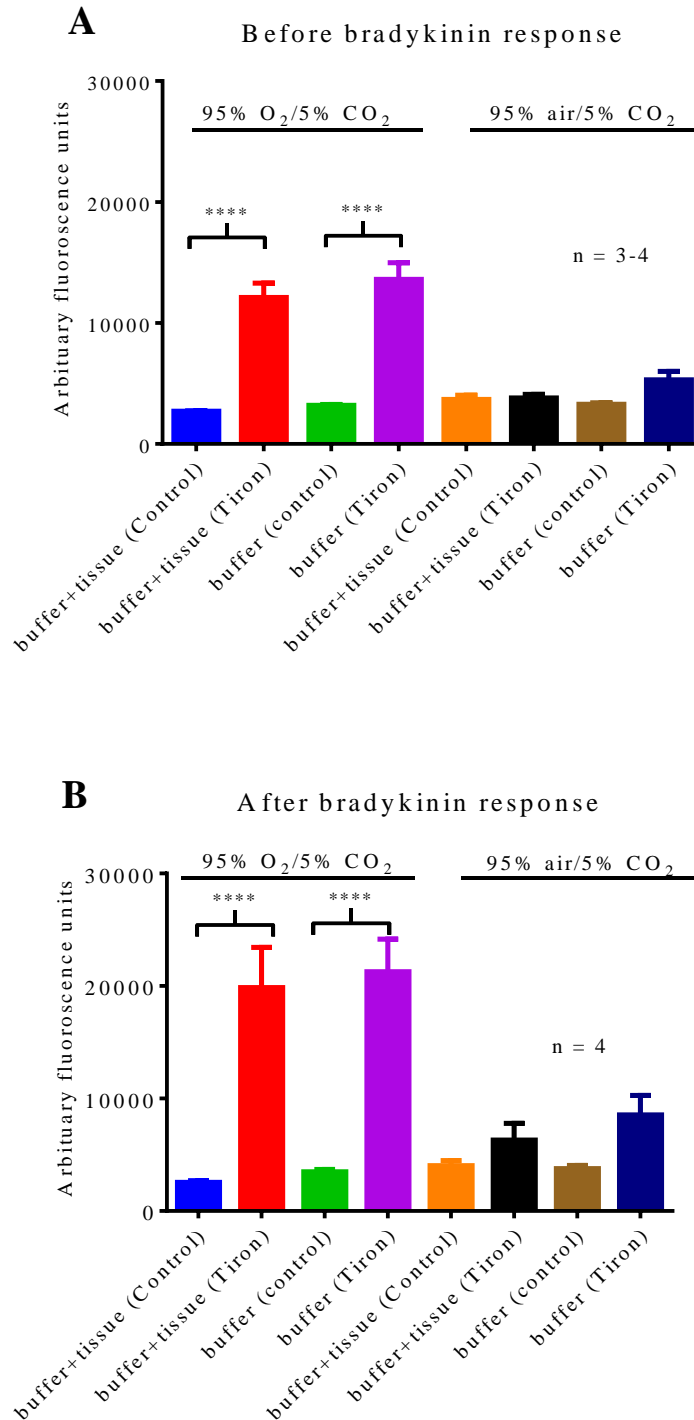 A
Before bradykinin response
Arbituary fluoroscence units
30000
20000
10000
0
95% O₂/5% CO₂
95% air/5% CO₂
****
****
n = 3-4
buffer+tissue (Control)
buffer+tissue (Tiron)
buffer (control)
buffer (Tiron)
buffer+tissue (Control)
buffer+tissue (Tiron)
buffer (control)
buffer (Tiron)
B
After bradykinin response
Arbituary fluoroscence units
30000
20000
10000
0
95% O₂/5% CO₂
95% air/5% CO₂
****
****
n = 4
buffer+tissue (Control)
buffer+tissue (Tiron)
buffer (control)
buffer (Tiron)
buffer+tissue (Control)
buffer+tissue (Tiron)
buffer (control)
buffer (Tiron)